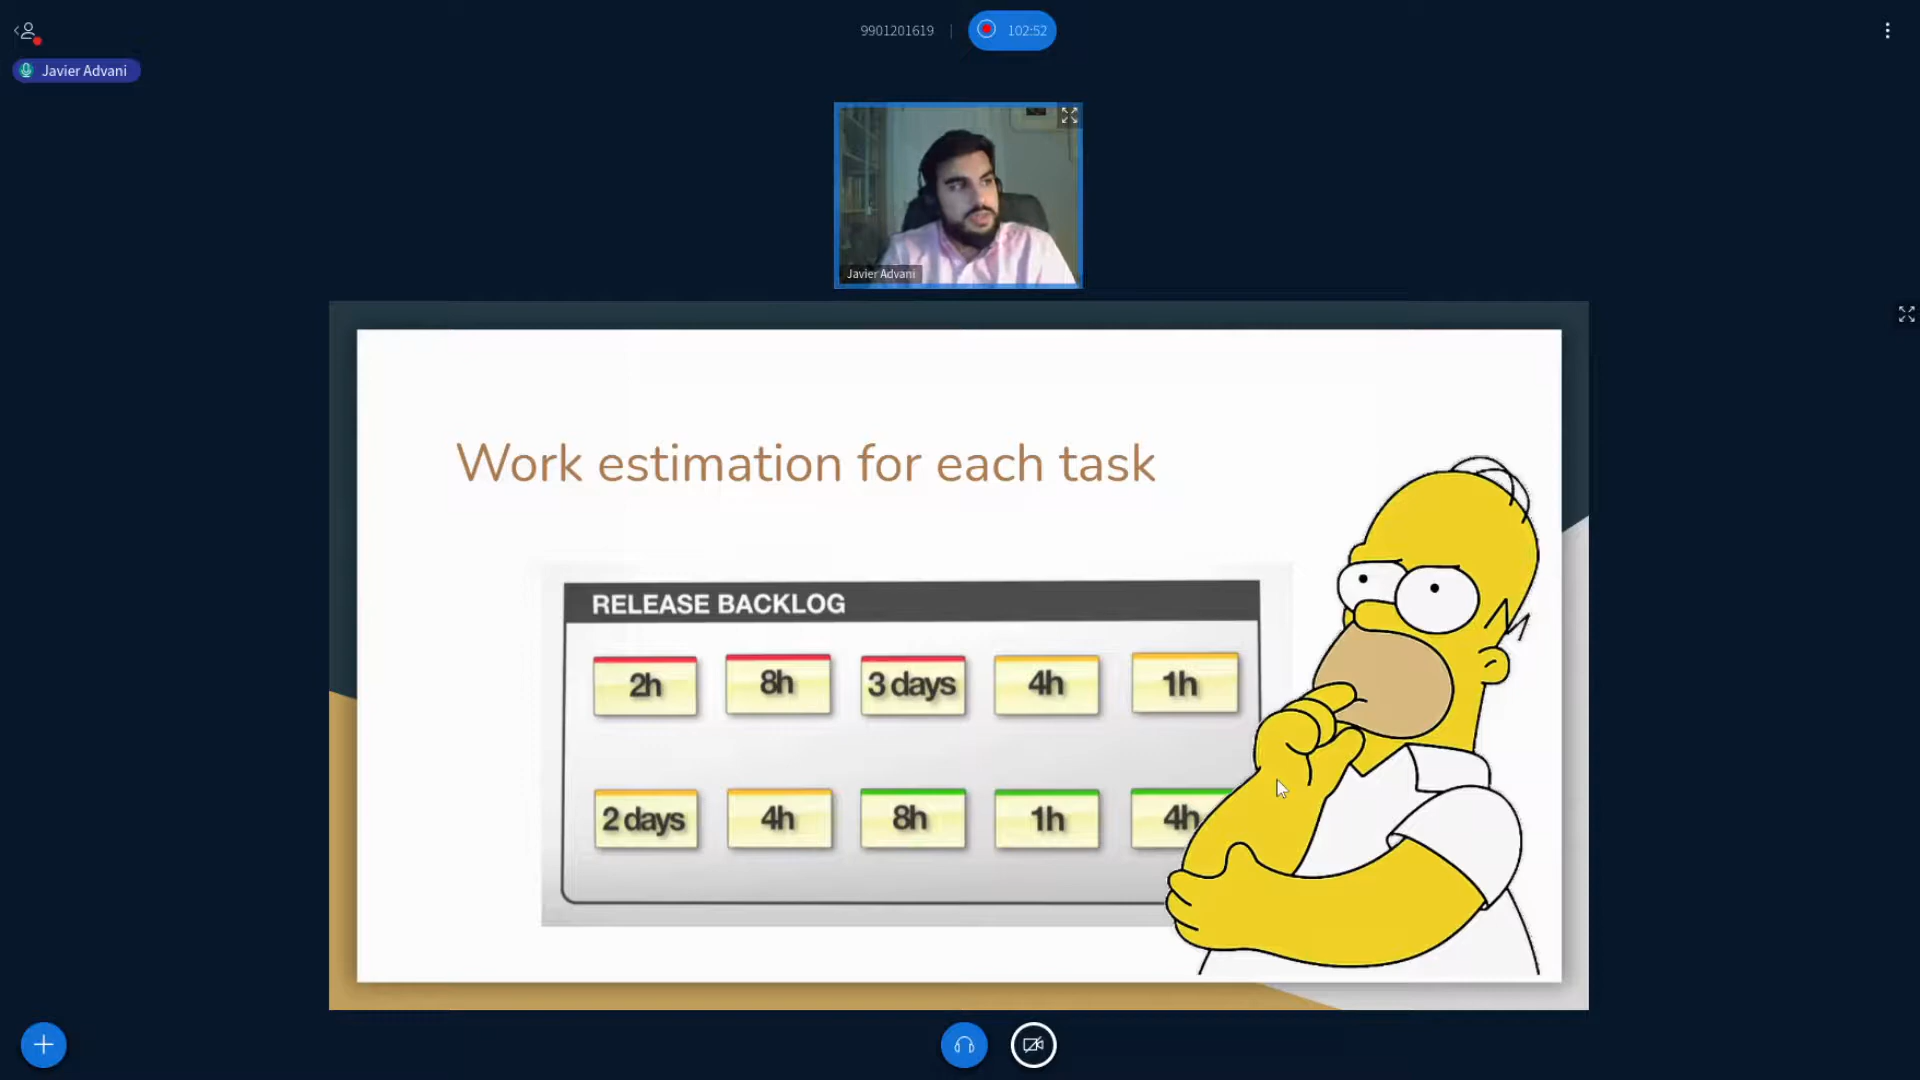 9901201619
102:52
Javier Advani
Javier Advani
Work estimation for each task
RELEASE BACKLOG
2h 8h 3 days 4h 1h
2 days 4h 8h 1h 4h